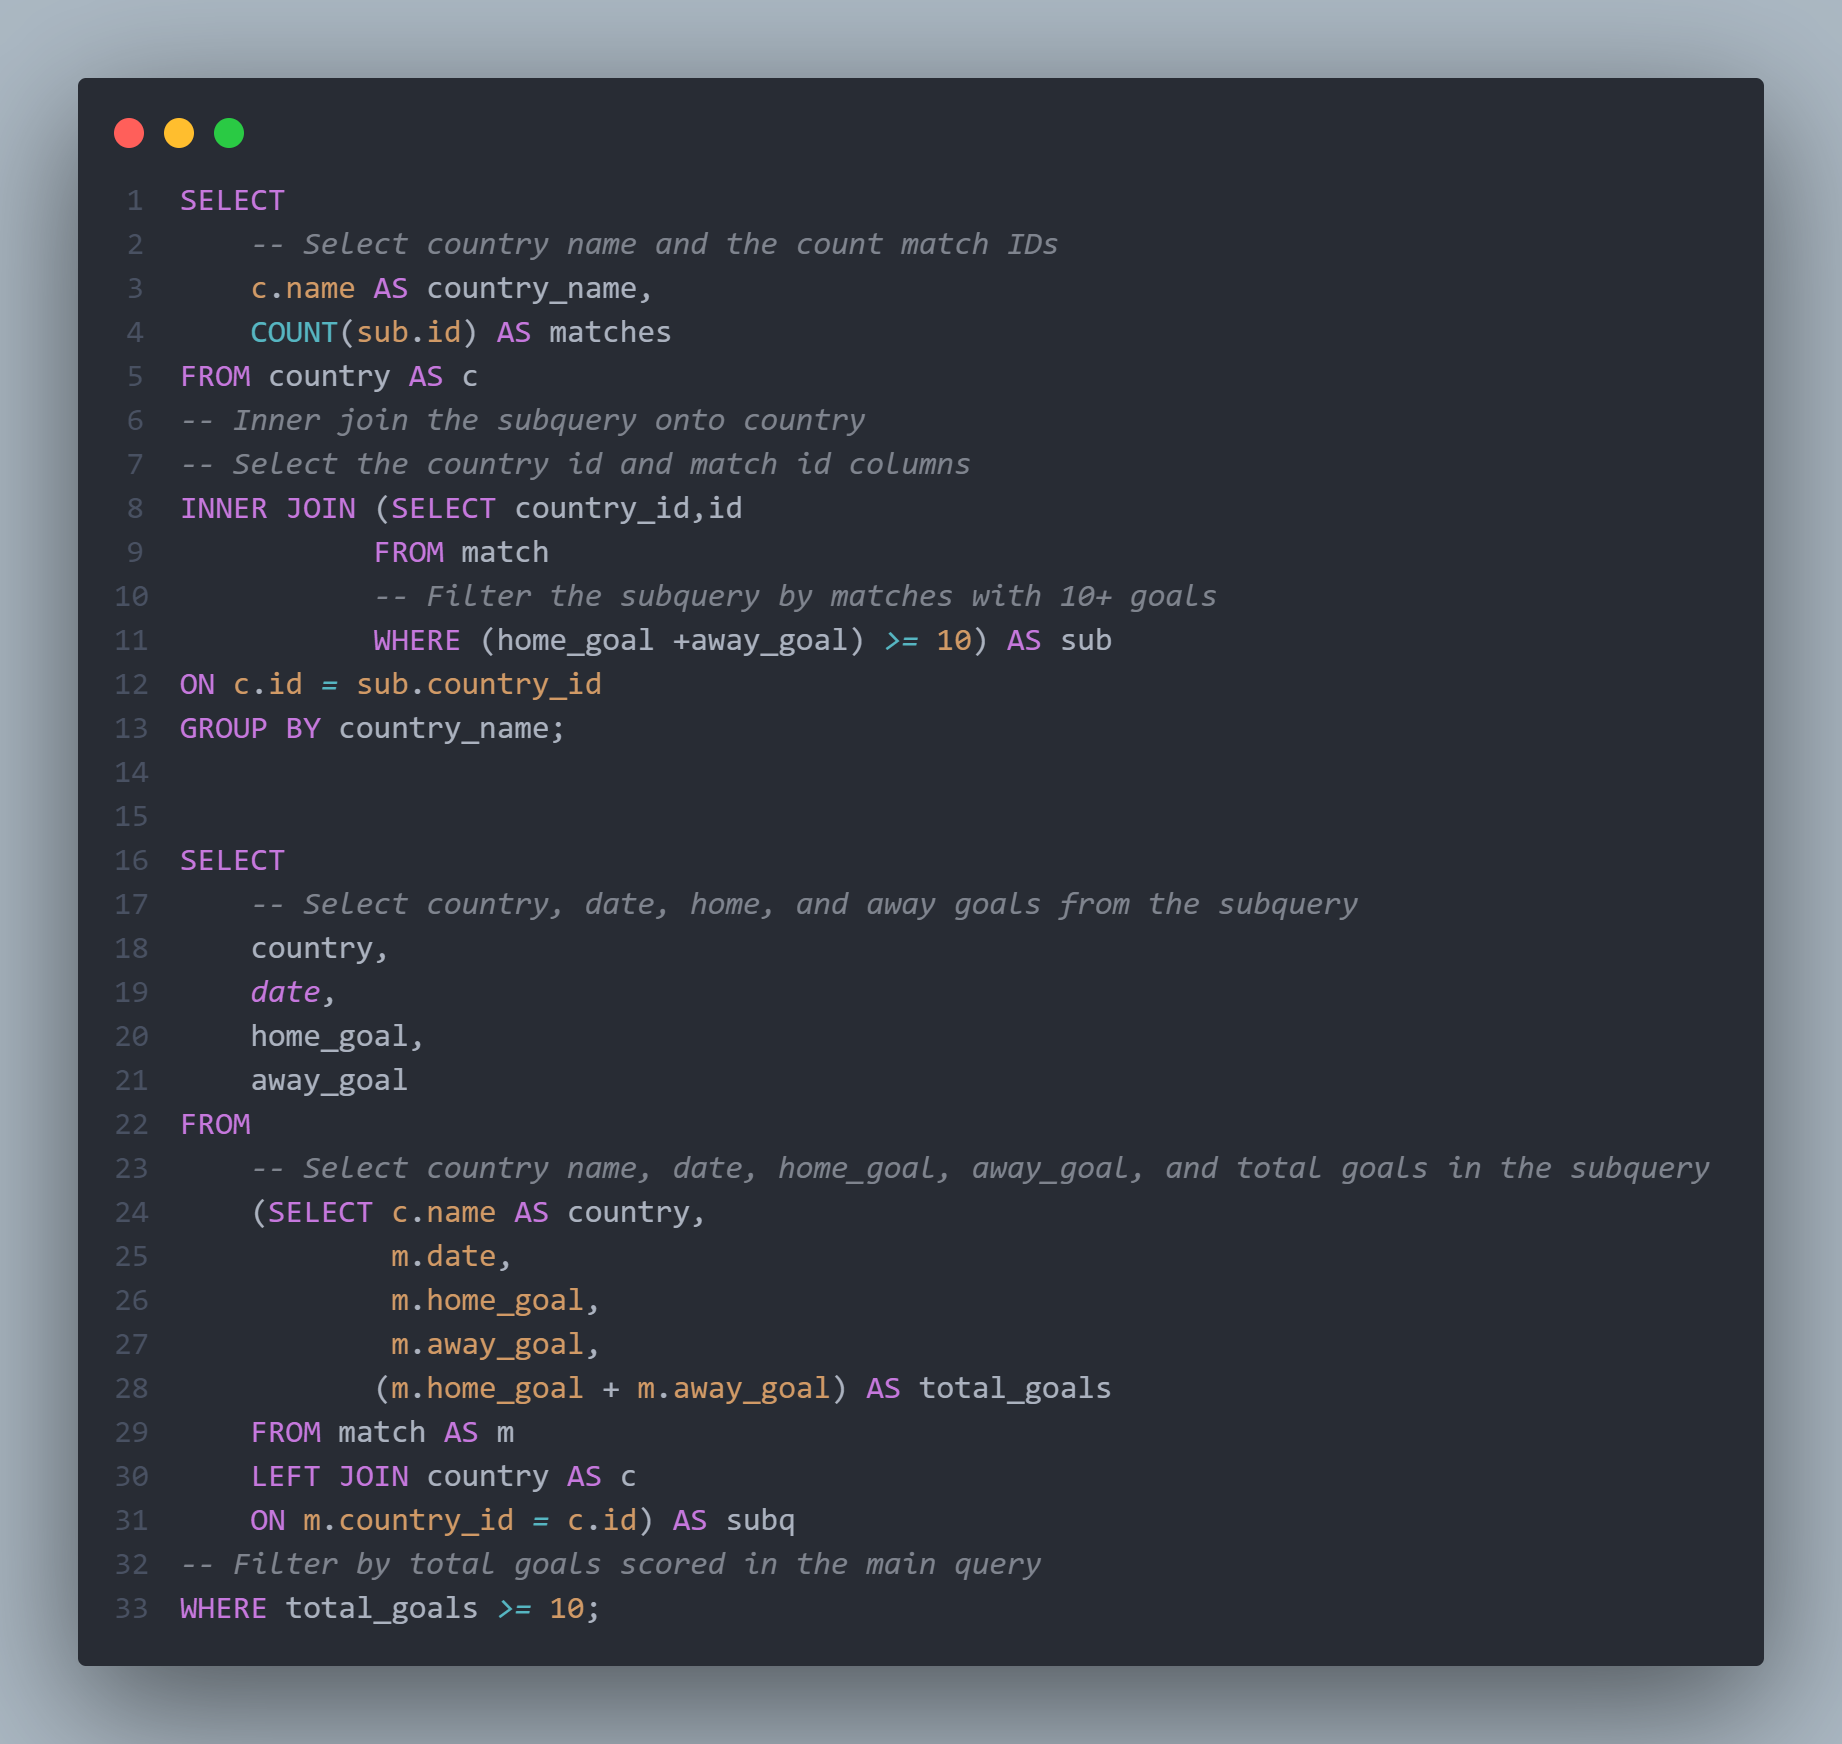 1 SELECT
2     -- Select country name and the count match IDs
3     c.name AS country_name,
4     COUNT(sub.id) AS matches
5 FROM country AS c
6 -- Inner join the subquery onto country
7 -- Select the country id and match id columns
8 INNER JOIN (SELECT country_id,id
9            FROM match
10            -- Filter the subquery by matches with 10+ goals
11            WHERE (home_goal +away_goal) >= 10) AS sub
12 ON c.id = sub.country_id
13 GROUP BY country_name;
14
15
16 SELECT
17     -- Select country, date, home, and away goals from the subquery
18     country,
19     date,
20     home_goal,
21     away_goal
22 FROM
23     -- Select country name, date, home_goal, away_goal, and total goals in the subquery
24     (SELECT c.name AS country,
25             m.date,
26             m.home_goal,
27             m.away_goal,
28            (m.home_goal + m.away_goal) AS total_goals
29     FROM match AS m
30     LEFT JOIN country AS c
31     ON m.country_id = c.id) AS subq
32 -- Filter by total goals scored in the main query
33 WHERE total_goals >= 10;